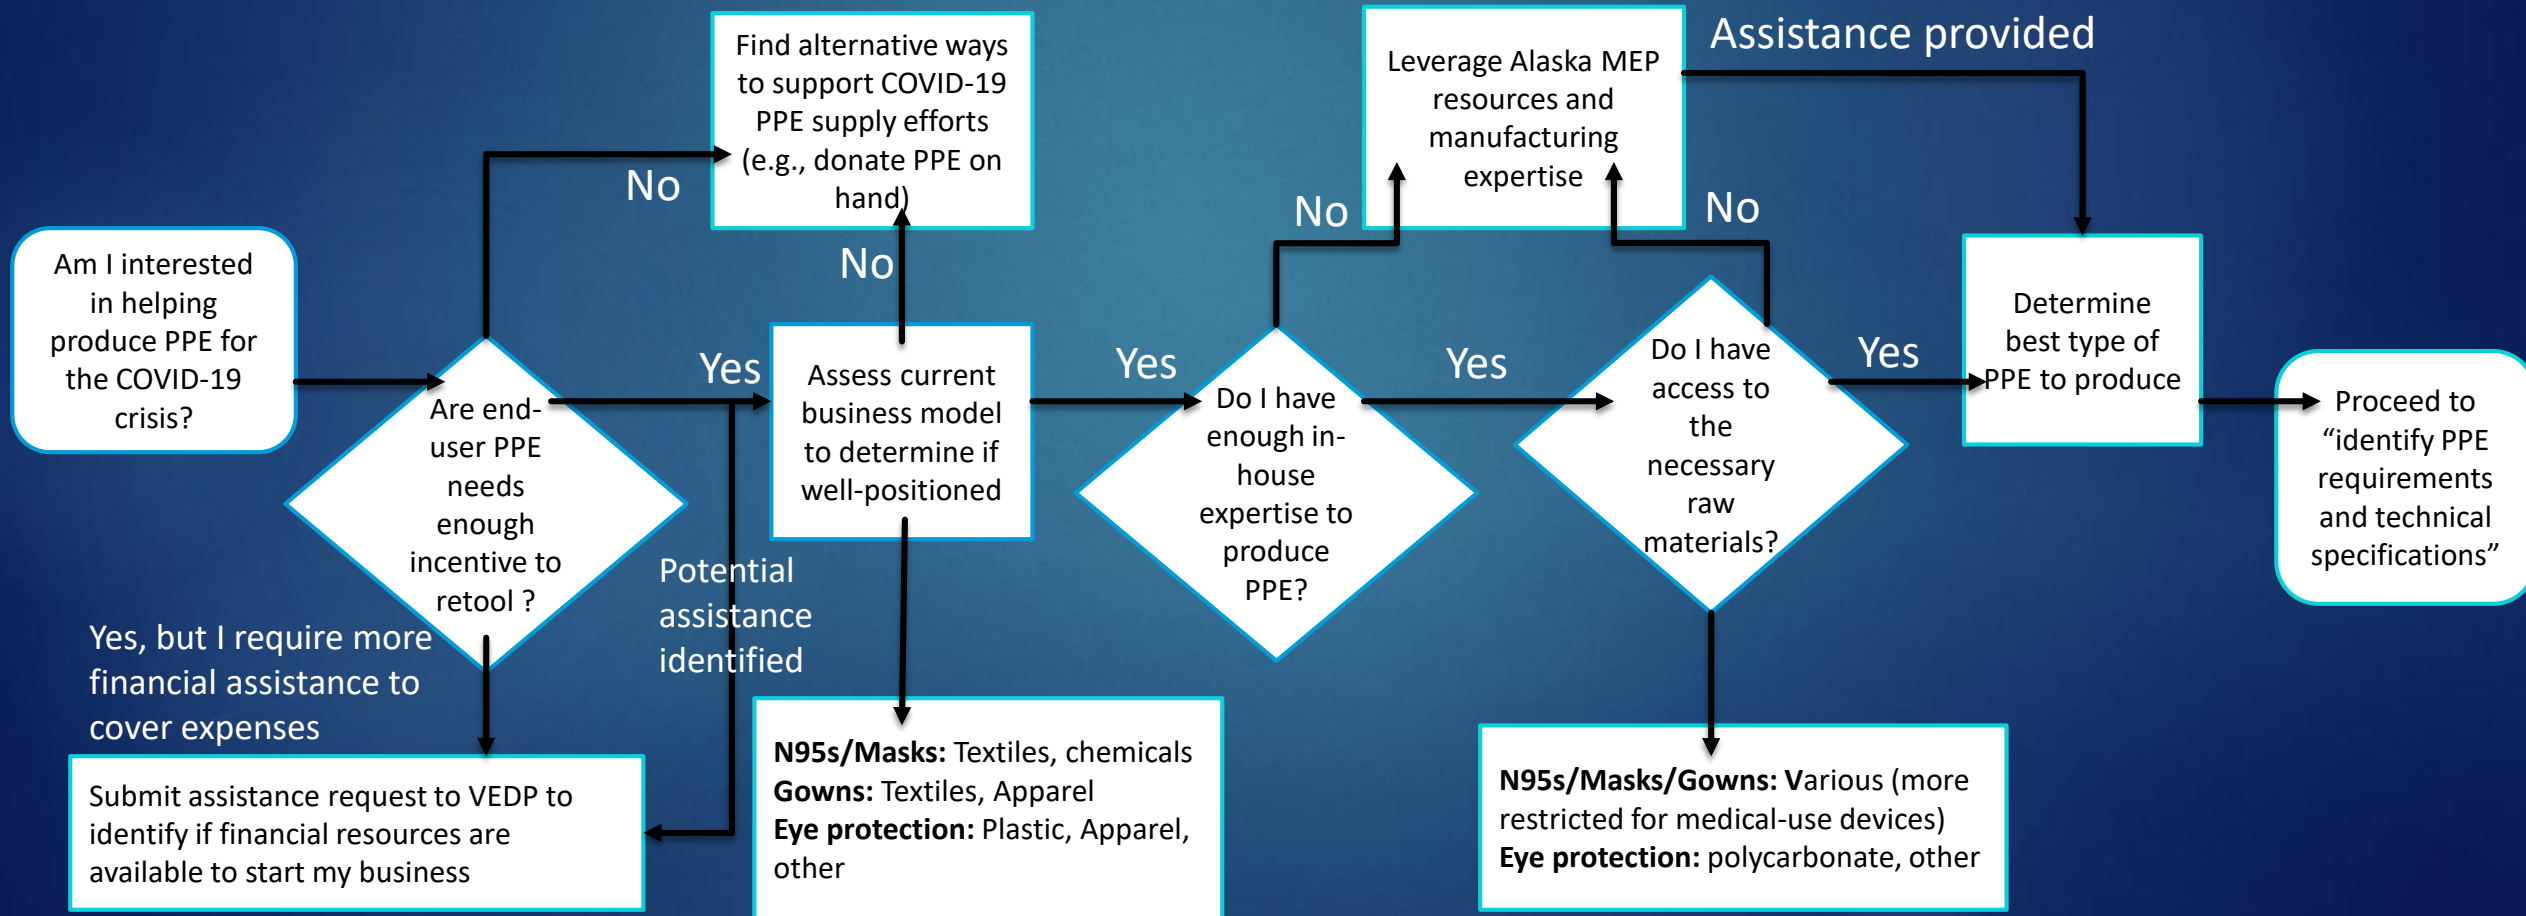 Am I interested
in helping
produce PPE for
the COVID-19
crisis?
Are end-
user PPE
needs
enough
incentive to
retool ?
No
Find alternative ways
to support COVID-19
PPE supply efforts
(e.g., donate PPE on
hand)
No
Yes
Yes, but I require more
financial assistance to
cover expenses
Submit assistance request to VEDP to
identify if financial resources are
available to start my business
Potential
assistance
identified
Assess current
business model
to determine if
well-positioned
N95s/Masks: Textiles, chemicals
Gowns: Textiles, Apparel
Eye protection: Plastic, Apparel,
other
Yes
Do I have
enough in-
house
expertise to
produce
PPE?
No
Leverage Alaska MEP
resources and
manufacturing
expertise
No
Assistance provided
Yes
Do I have
access to
the
necessary
raw
materials?
N95s/Masks/Gowns: Various (more
restricted for medical-use devices)
Eye protection: polycarbonate, other
Yes
Determine
best type of
PPE to produce
Proceed to
“identify PPE
requirements
and technical
specifications”